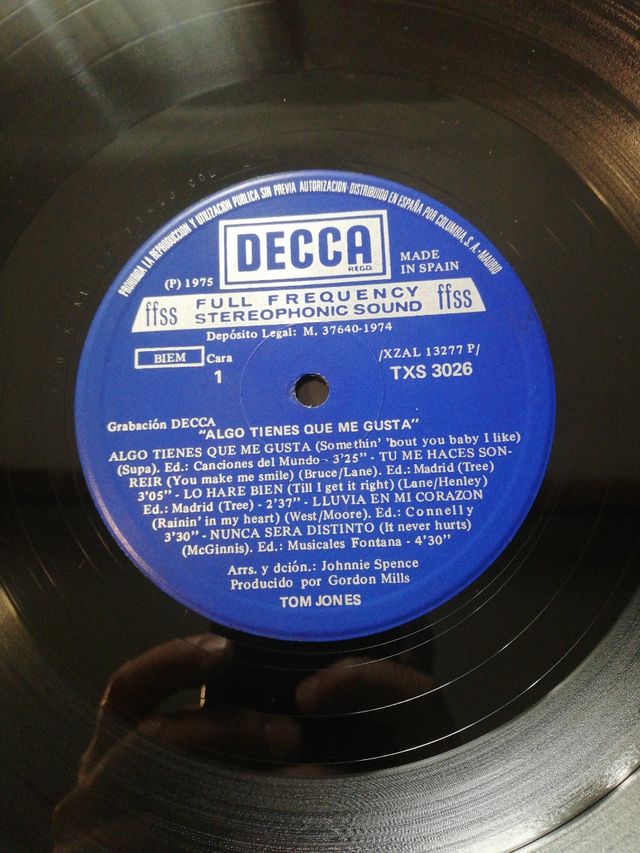 PROHIBIDA LA REPRODUCCION Y UTILIZACION PUBLICA SIN PREVIA AUTORIZACION · DISTRIBUIDO EN ESPAÑA POR COLUMBIA, S. A. - MADRID
DECCA
REGD.
(P) 1975
MADE
IN SPAIN
ffss FULL FREQUENCY ffss
STEREOPHONIC SOUND
Depósito Legal: M. 37640-1974
BIEM Cara /XZAL 13277 P/
1 TXS 3026
Grabación DECCA
"ALGO TIENES QUE ME GUSTA"
ALGO TIENES QUE ME GUSTA (Somethin' 'bout you baby I like)
(Supa). Ed.: Canciones del Mundo - 3'25" - TU ME HACES SON-
REIR (You make me smile) (Bruce/Lane). Ed.: Madrid (Tree)
3'05" - LO HARE BIEN (Till I get it right) (Lane/Henley)
Ed.: Madrid (Tree) - 2'37" - LLUVIA EN MI CORAZON
(Rainin' in my heart) (West/Moore). Ed.: Connelly
3'30" - NUNCA SERA DISTINTO (It never hurts)
(McGinnis). Ed.: Musicales Fontana - 4'30"
Arrs. y dción.: Johnnie Spence
Producido por Gordon Mills
TOM JONES